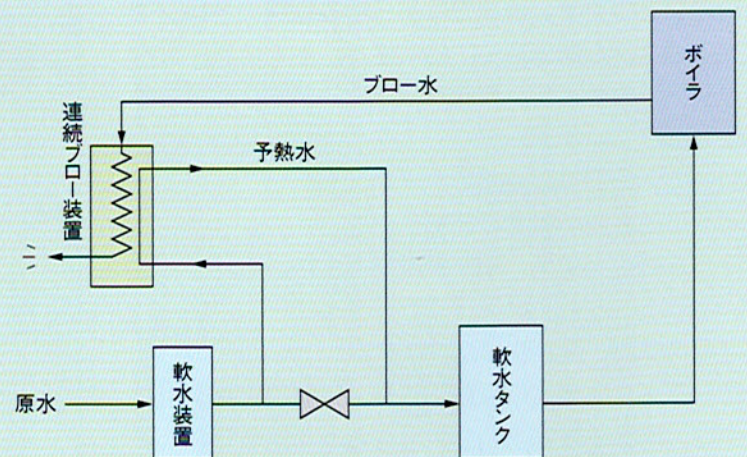 ボイラ
ブロー水
連続ブロー装置
予熱水
原水
軟水装置
軟水タンク